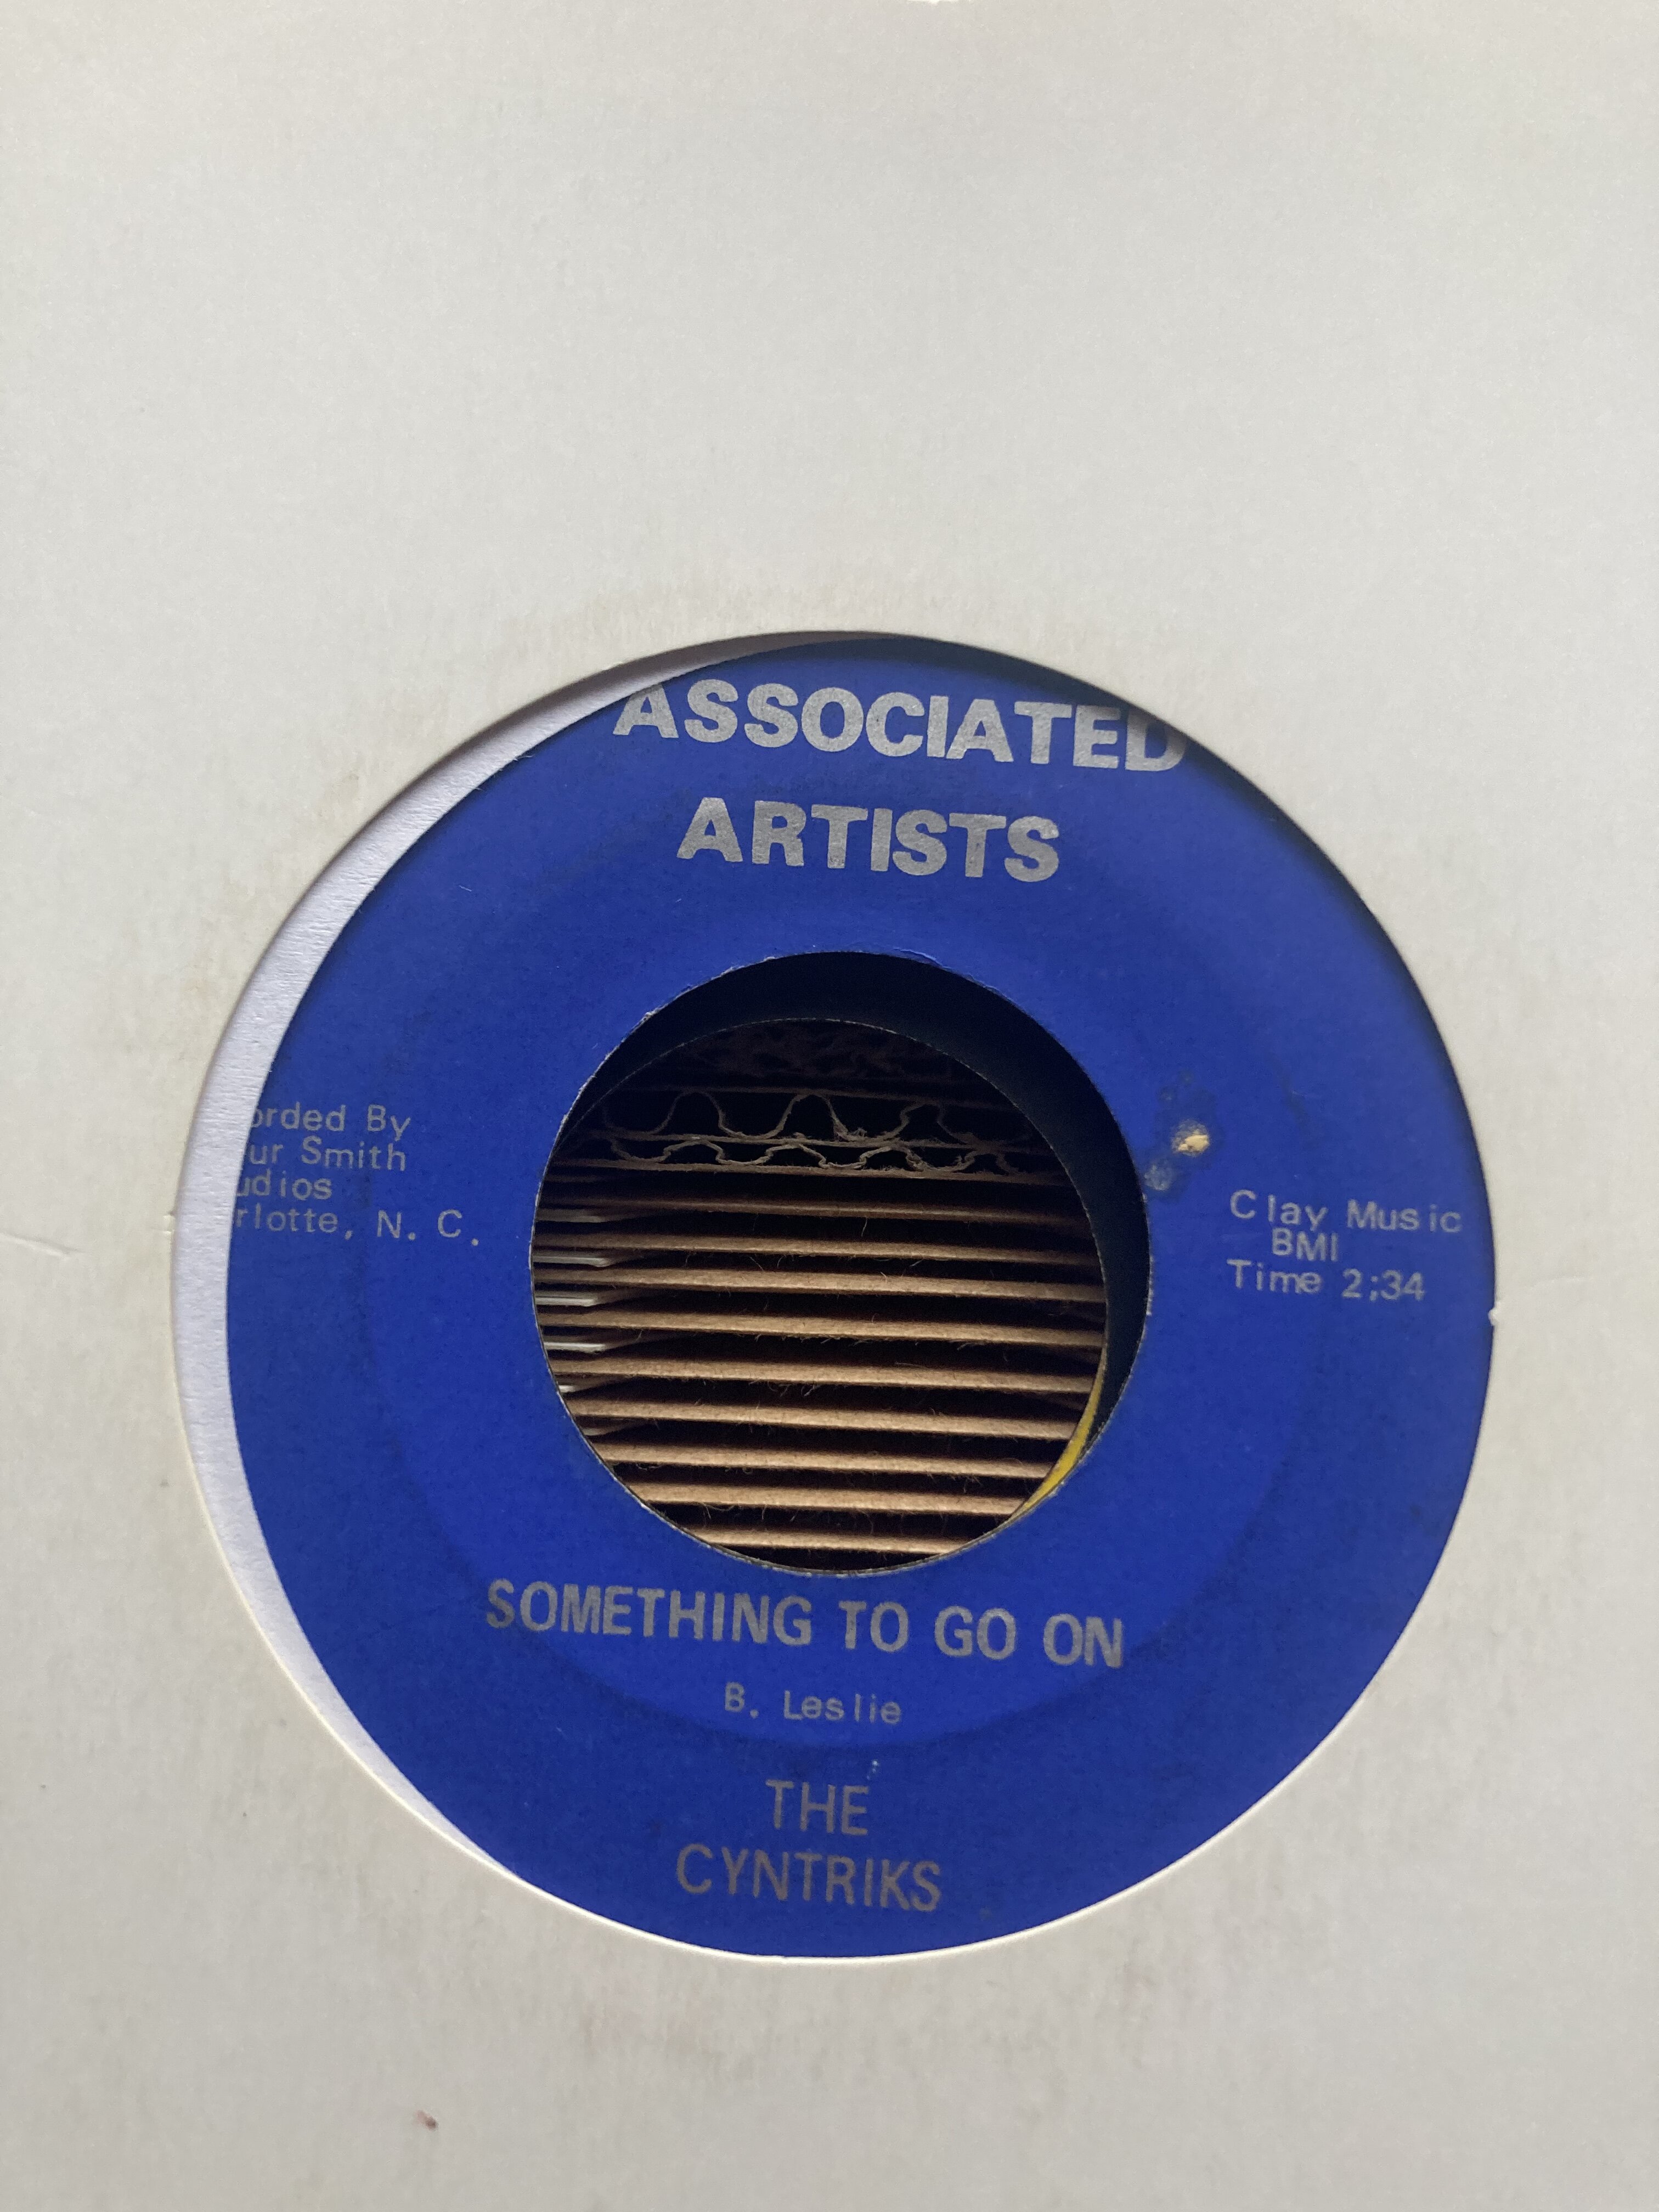 ASSOCIATED
ARTISTS
orded By
ur Smith
udios
rlotte, N. C.
Clay Music
BMI
Time 2;34
SOMETHING TO GO ON
B. Leslie
THE
CYNTRIKS